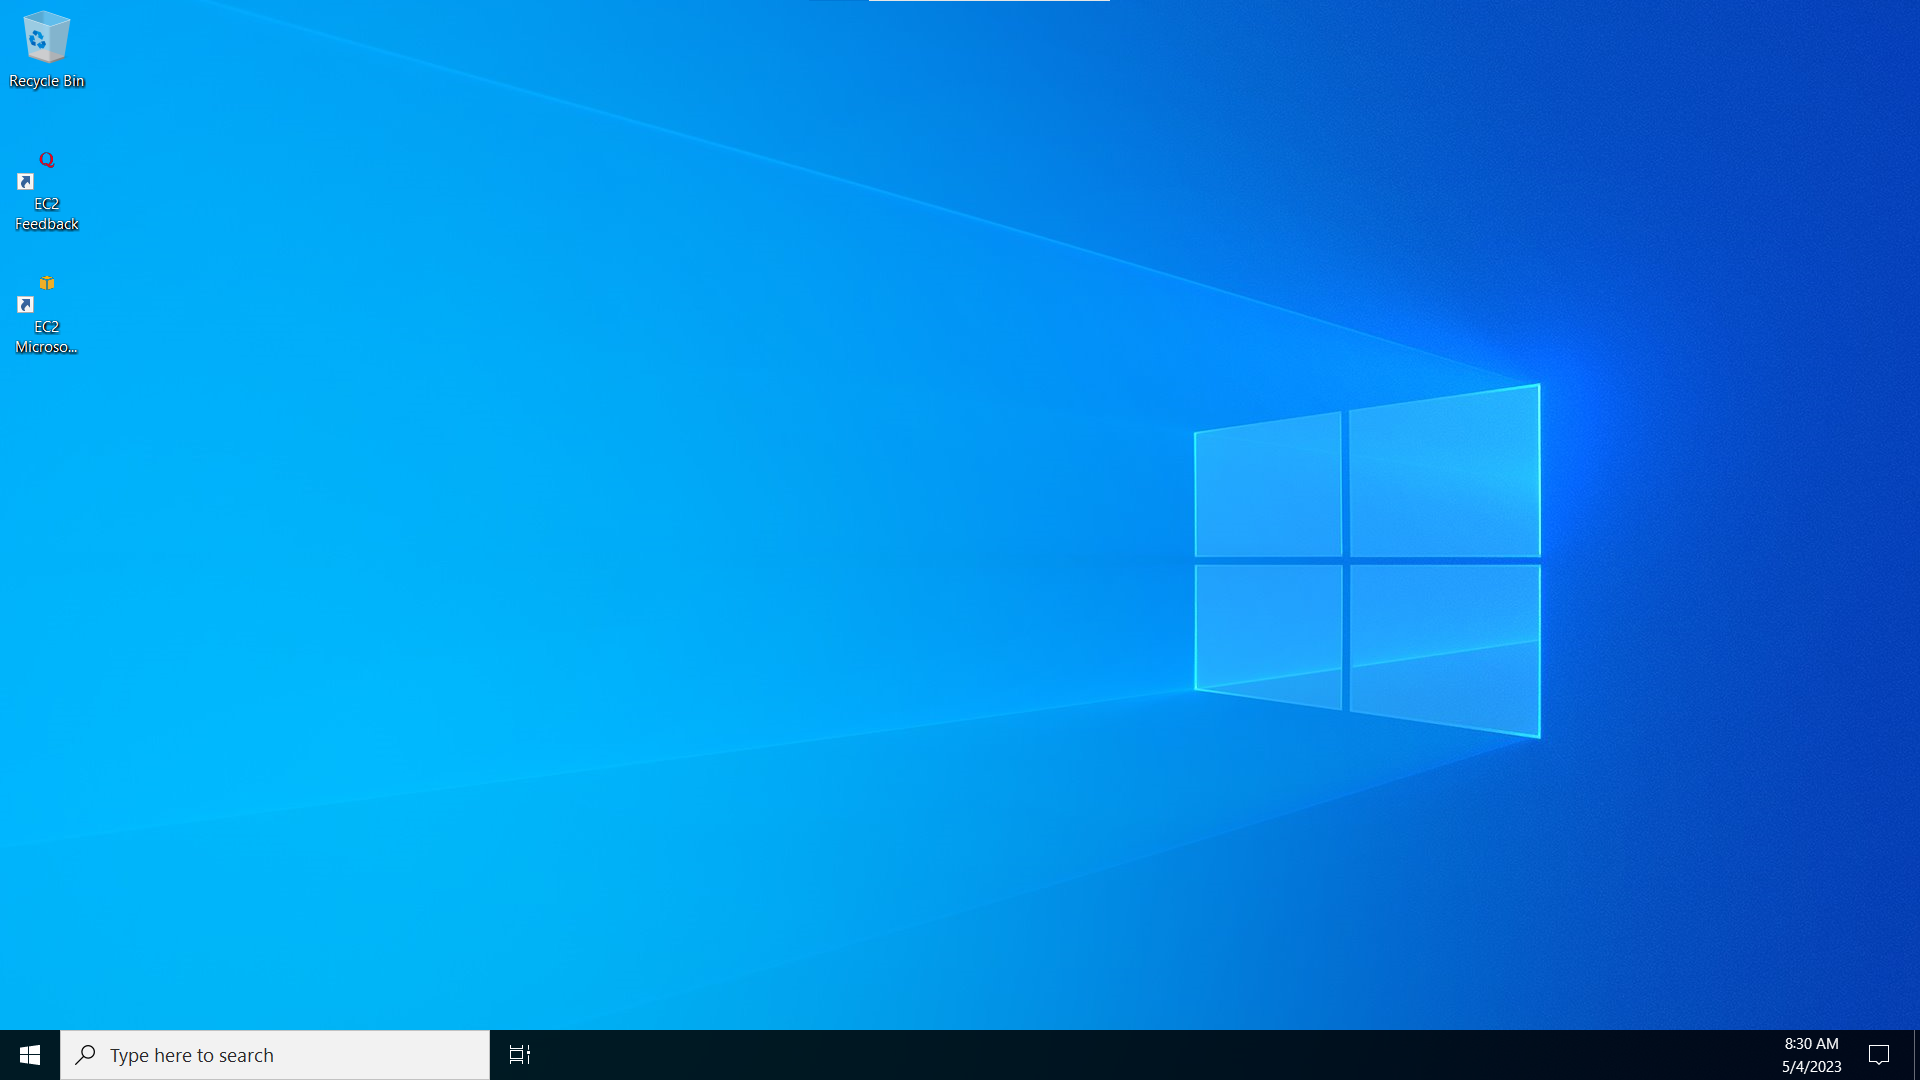 Recycle Bin
Q
EC2
Feedback
EC2
Microso...
Type here to search
8:30 AM
5/4/2023